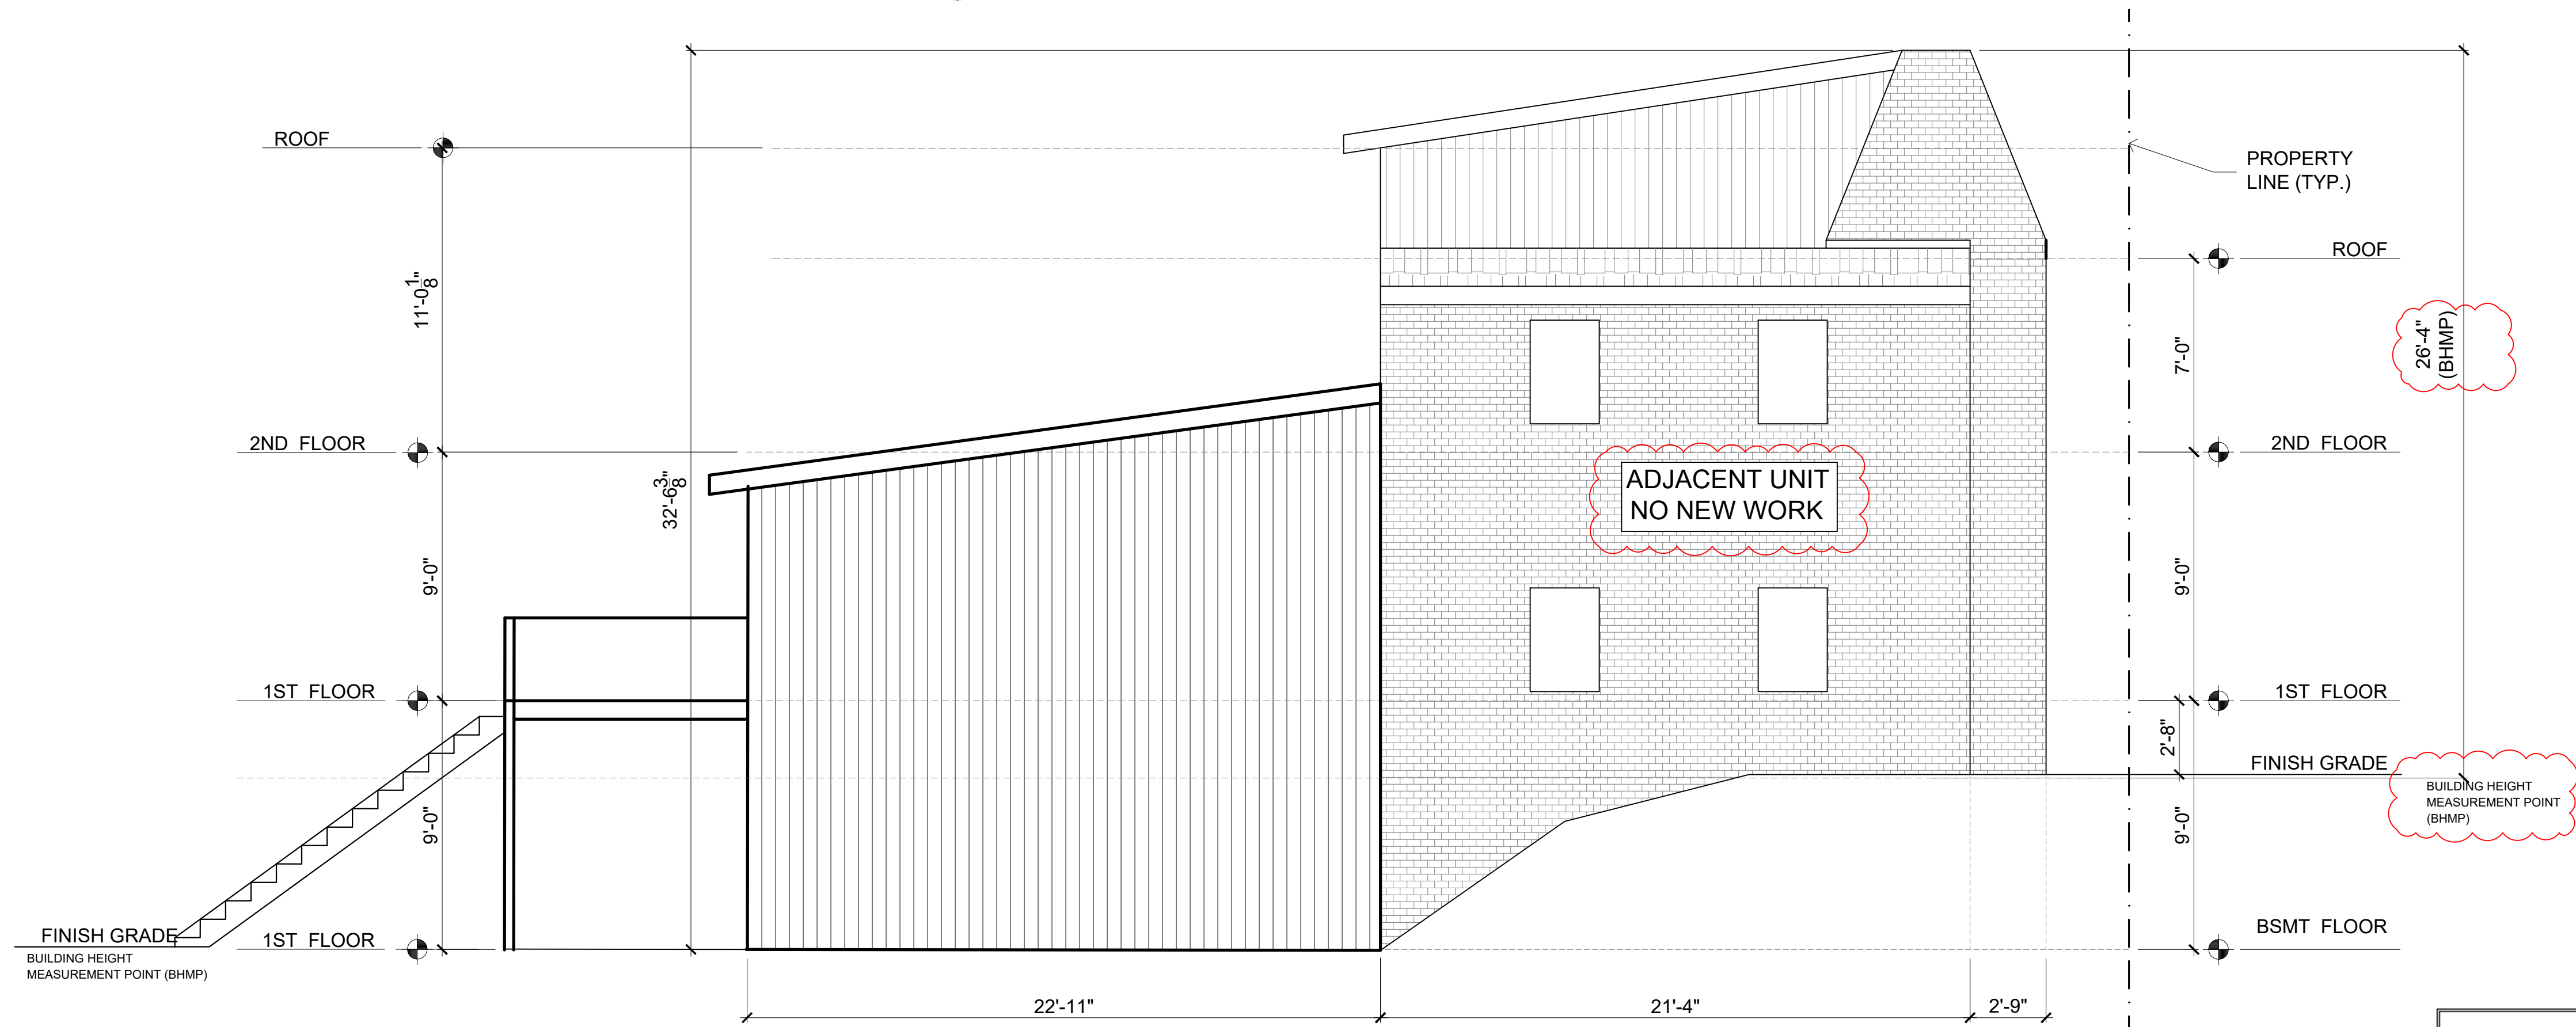 ROOF
2ND FLOOR
1ST FLOOR
FINISH GRADE
1ST FLOOR
BUILDING HEIGHT
MEASUREMENT POINT (BHMP)
11'-0 1/8"
9'-0"
9'-0"
32'-6 3/8"
ADJACENT UNIT
NO NEW WORK
22'-11"
21'-4"
2'-9"
PROPERTY
LINE (TYP.)
ROOF
7'-0"
2ND FLOOR
9'-0"
1ST FLOOR
2'-8"
FINISH GRADE
9'-0"
BSMT FLOOR
26'-4"
(BHMP)
BUILDING HEIGHT
MEASUREMENT POINT
(BHMP)